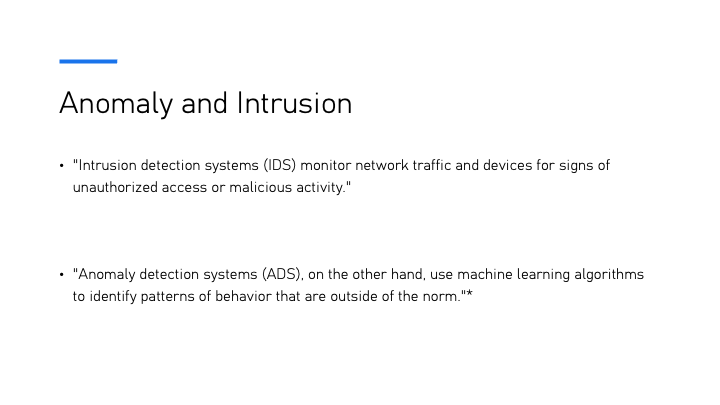 Anomaly and Intrusion
• "Intrusion detection systems (IDS) monitor network traffic and devices for signs of
unauthorized access or malicious activity."
• "Anomaly detection systems (ADS), on the other hand, use machine learning algorithms
to identify patterns of behavior that are outside of the norm."*